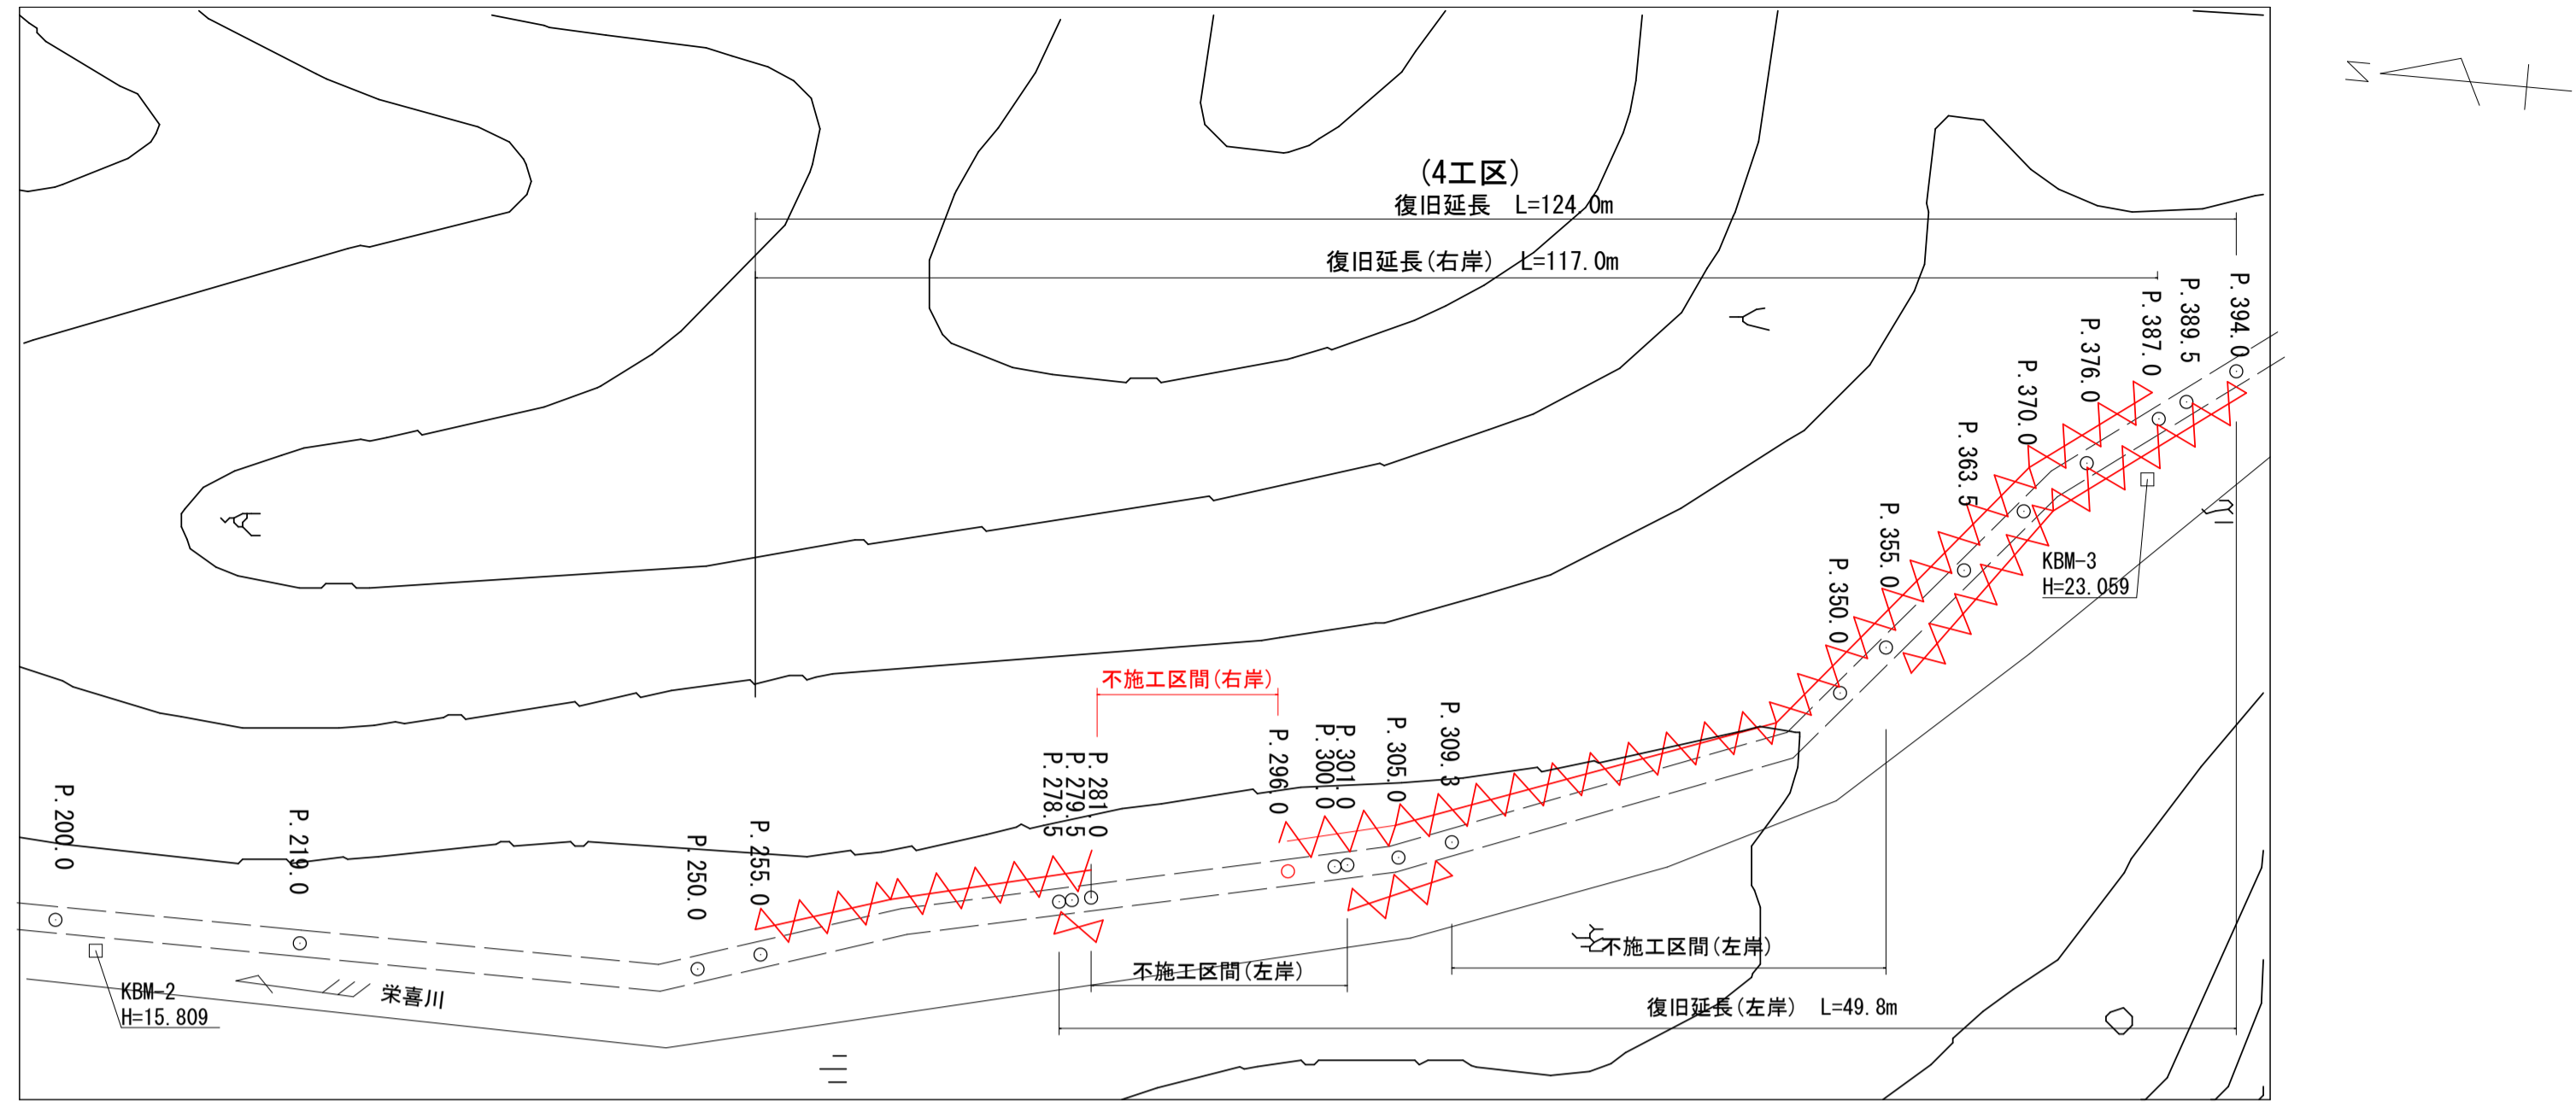 (4工区)
復旧延長 L=124.0m
復旧延長(右岸) L=117.0m
N
P.394.0
P.389.5
P.387.0
P.376.0
P.370.0
P.363.5
P.355.0
P.350.0
KBM-3
H=23.059
不施工区間(右岸)
P.309.3
P.305.0
P.301.0
P.300.0
P.296.0
P.281.0
P.279.5
P.278.5
P.255.0
P.250.0
P.219.0
P.200.0
不施工区間(左岸)
不施工区間(左岸)
復旧延長(左岸) L=49.8m
栄喜川
KBM-2
H=15.809